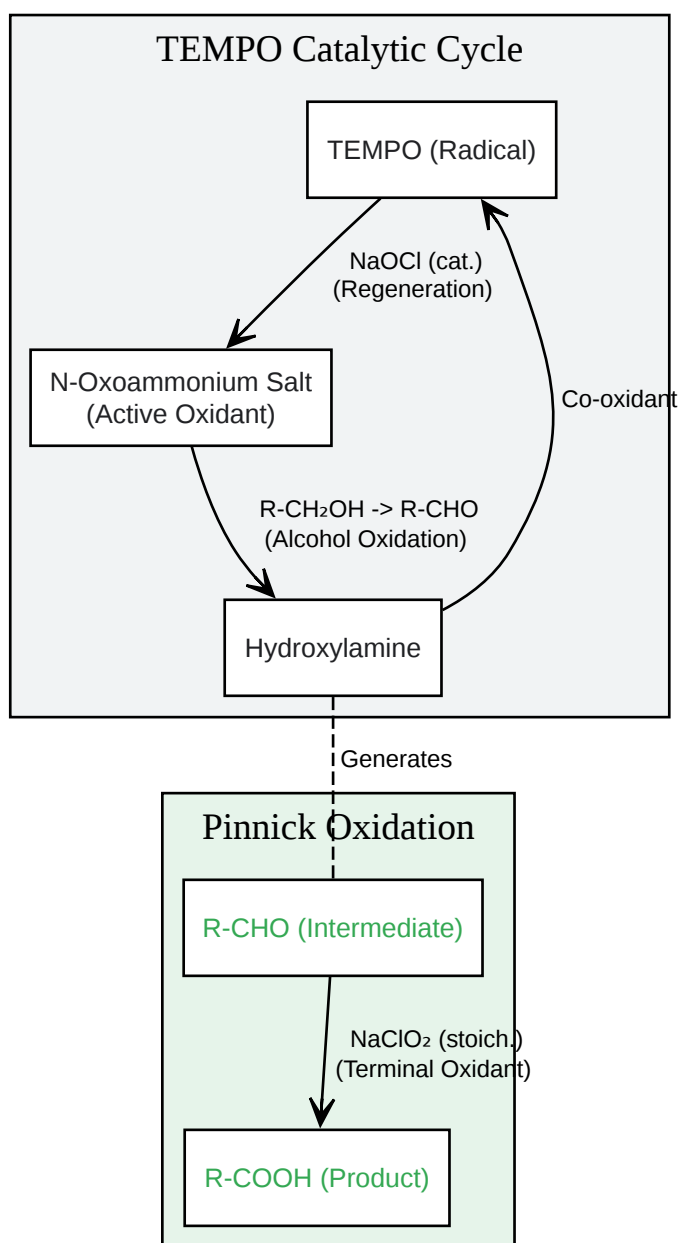 TEMPO Catalytic Cycle
TEMPO (Radical)
NaOCl (cat.)
(Regeneration)
N-Oxoammonium Salt
(Active Oxidant)
Co-oxidant
R-CH₂OH -> R-CHO
(Alcohol Oxidation)
Hydroxylamine
Generates
Pinnick Oxidation
R-CHO (Intermediate)
NaClO₂ (stoich.)
(Terminal Oxidant)
R-COOH (Product)